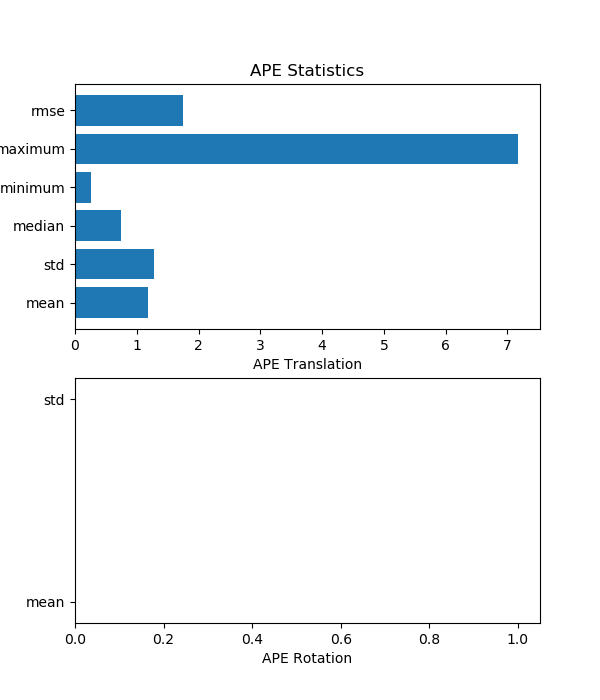 APE Statistics
rmse
maximum
minimum
median
std
mean
0 1 2 3 4 5 6 7
APE Translation
std
mean
0.0 0.2 0.4 0.6 0.8 1.0
APE Rotation